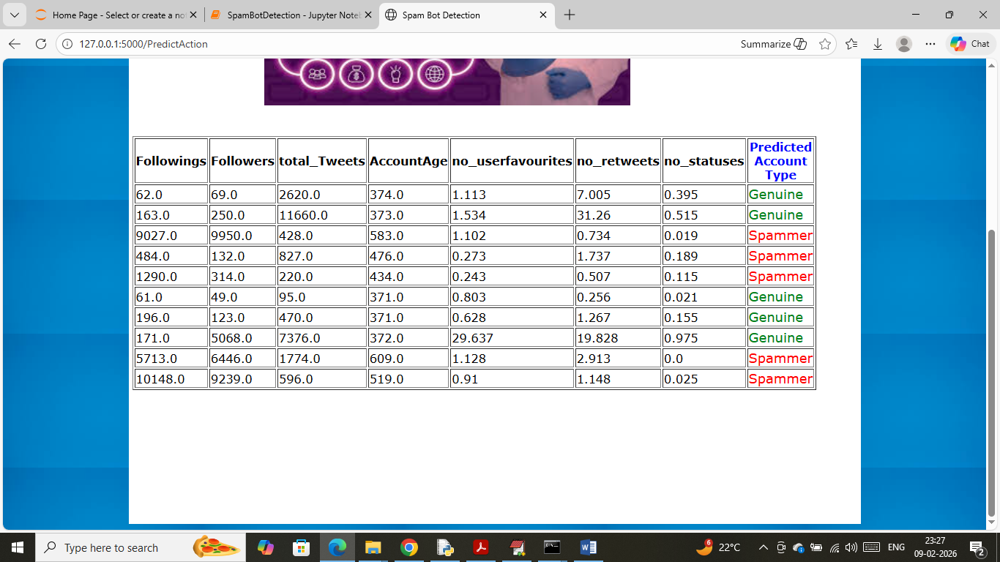 Home Page - Select or create a no
SpamBotDetection - Jupyter Note
Spam Bot Detection
127.0.0.1:5000/PredictAction
Summarize
Chat
Followings Followers total_Tweets AccountAge no_userfavourites no_retweets no_statuses Predicted Account Type
62.0 69.0 2620.0 374.0 1.113 7.005 0.395 Genuine
163.0 250.0 11660.0 373.0 1.534 31.26 0.515 Genuine
9027.0 9950.0 428.0 583.0 1.102 0.734 0.019 Spammer
484.0 132.0 827.0 476.0 0.273 1.737 0.189 Spammer
1290.0 314.0 220.0 434.0 0.243 0.507 0.115 Spammer
61.0 49.0 95.0 371.0 0.803 0.256 0.021 Genuine
196.0 123.0 470.0 371.0 0.628 1.267 0.155 Genuine
171.0 5068.0 7376.0 372.0 29.637 19.828 0.975 Genuine
5713.0 6446.0 1774.0 609.0 1.128 2.913 0.0 Spammer
10148.0 9239.0 596.0 519.0 0.91 1.148 0.025 Spammer
Type here to search
6
22°C
ENG
23:27
09-02-2026
2